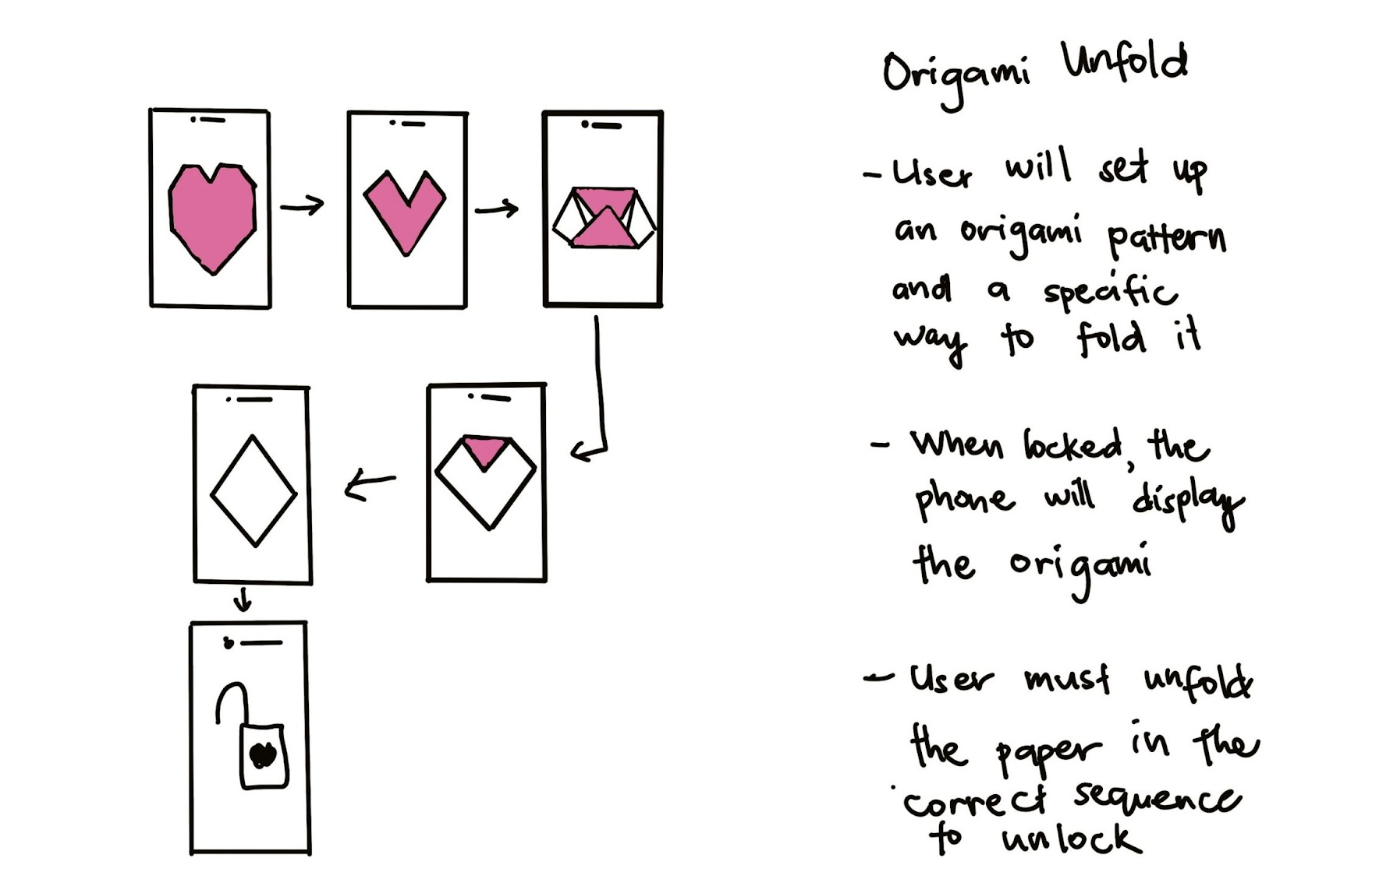 Origami Unfold
- User will set up
an origami pattern
and a specific
way to fold it
- When locked, the
phone will display
the origami
- User must unfold
the paper in the
correct sequence
to unlock